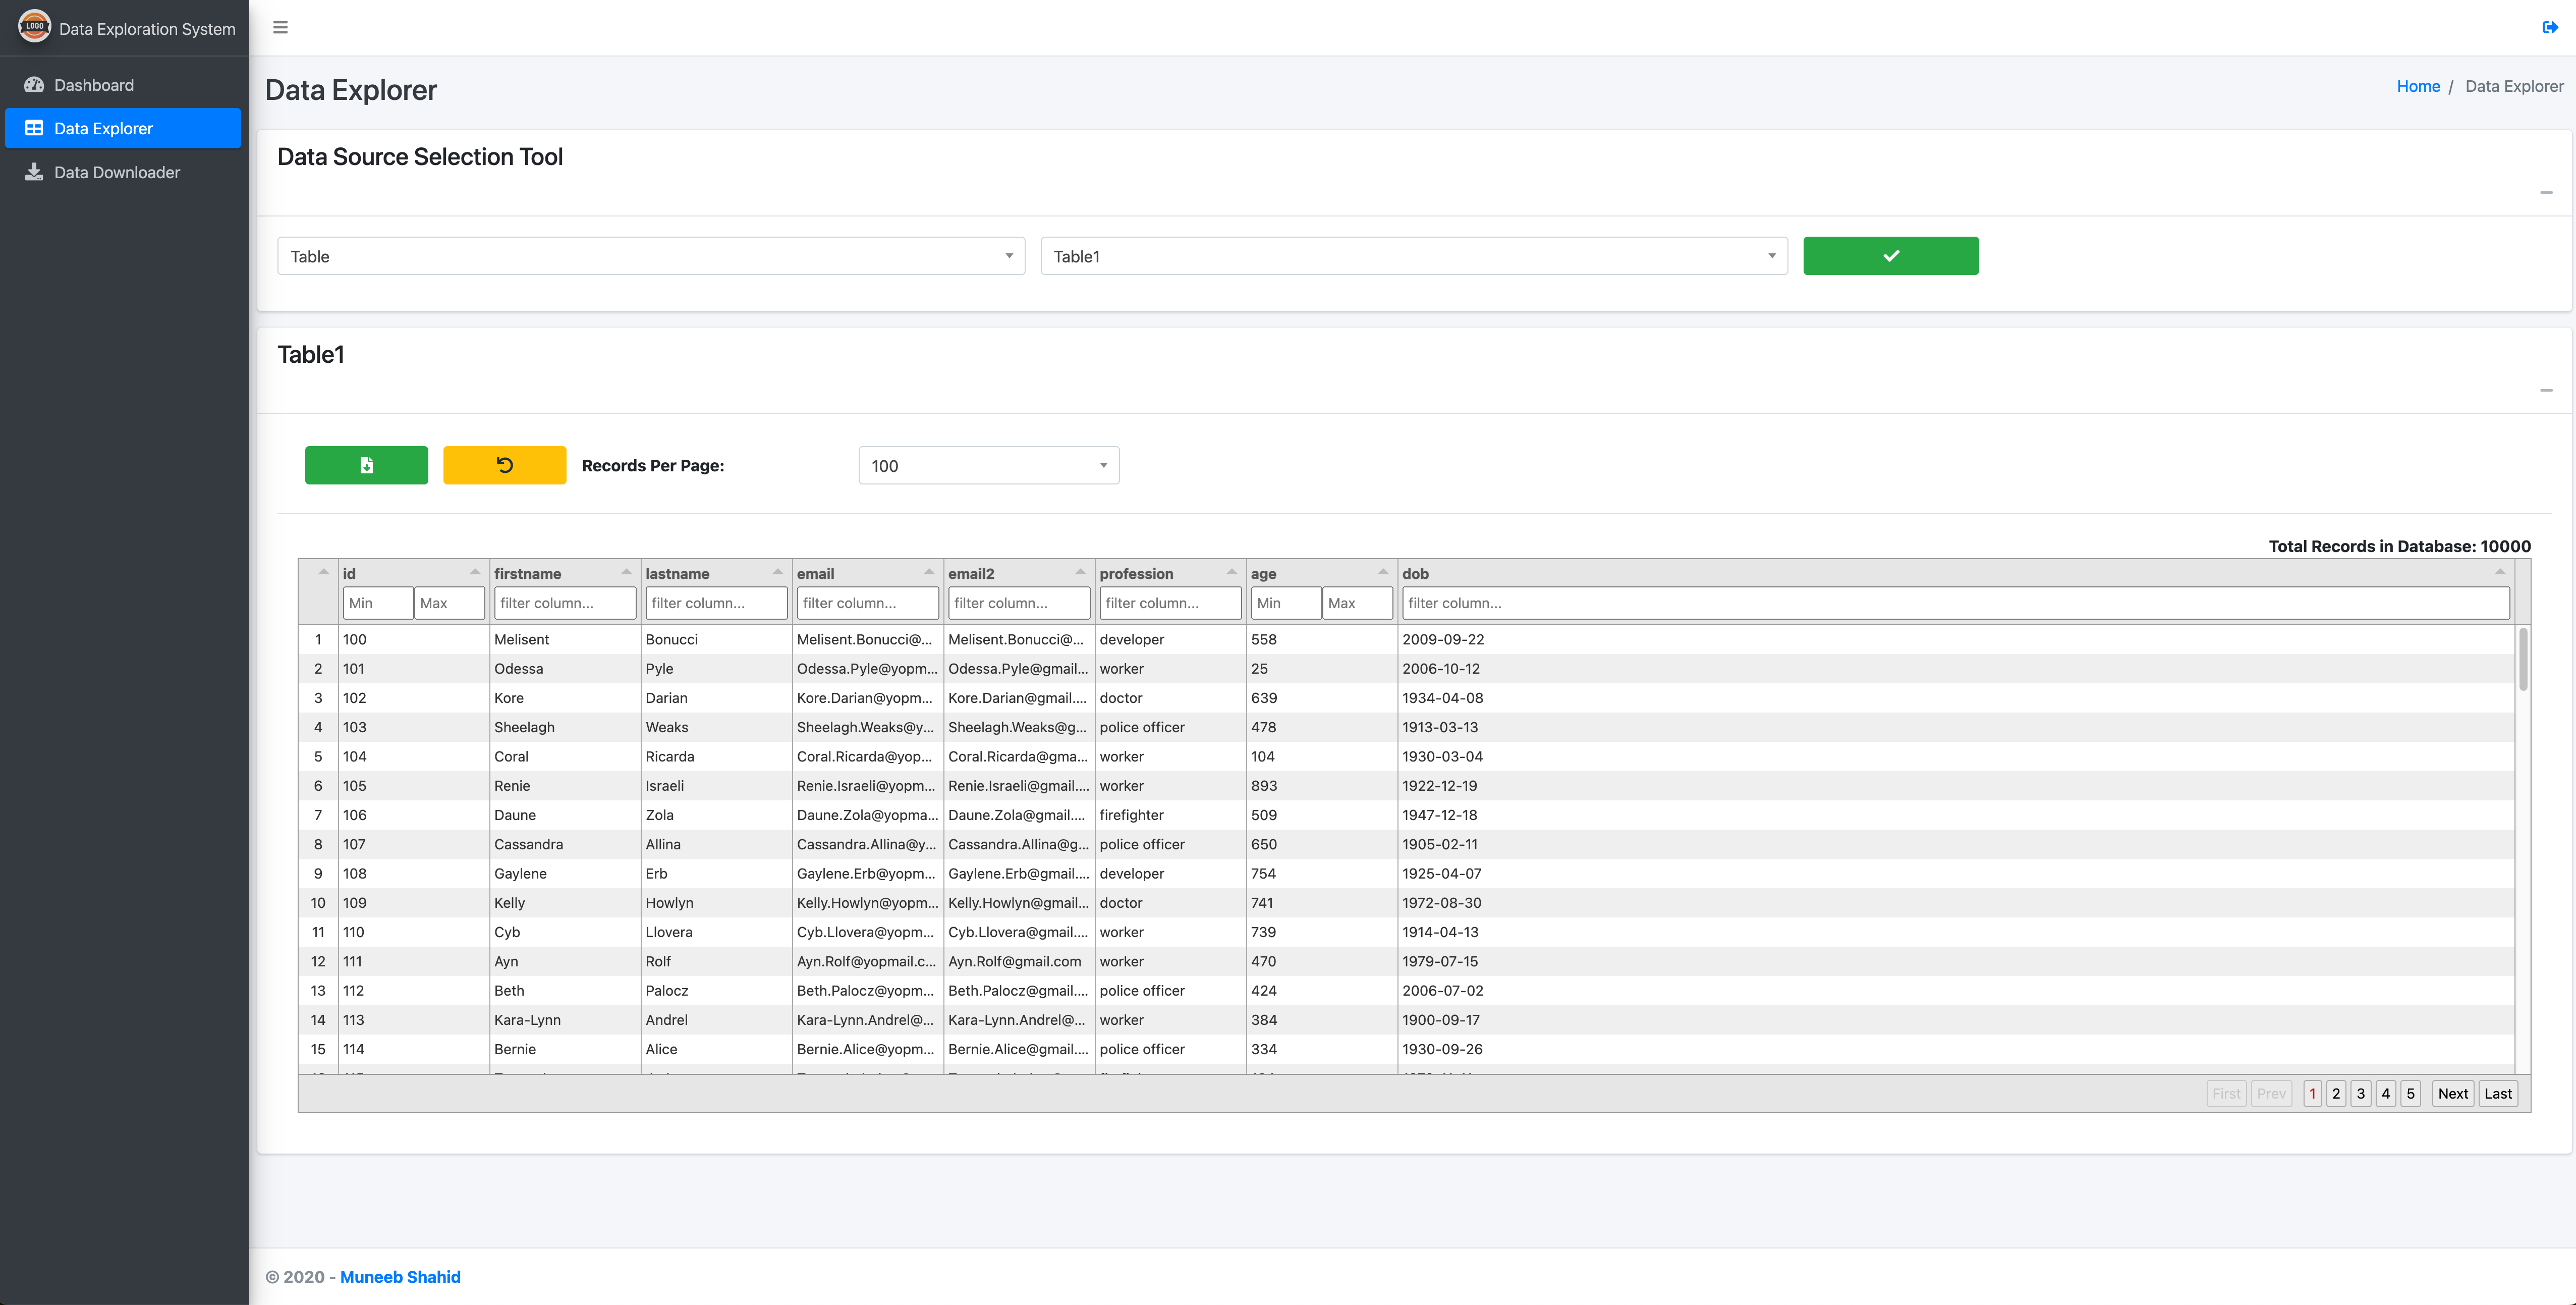 LOGO Data Exploration System
Dashboard
Data Explorer
Data Downloader
Data Explorer
Home / Data Explorer
Data Source Selection Tool
Table Table1
Table1
Records Per Page: 100
Total Records in Database: 10000
id firstname lastname email email2 profession age dob
Min Max filter column... filter column... filter column... filter column... filter column... Min Max filter column...
1 100 Melisent Bonucci Melisent.Bonucci@... Melisent.Bonucci@... developer 558 2009-09-22
2 101 Odessa Pyle Odessa.Pyle@yopm... Odessa.Pyle@gmail... worker 25 2006-10-12
3 102 Kore Darian Kore.Darian@yopm... Kore.Darian@gmail.... doctor 639 1934-04-08
4 103 Sheelagh Weaks Sheelagh.Weaks@y... Sheelagh.Weaks@g... police officer 478 1913-03-13
5 104 Coral Ricarda Coral.Ricarda@yop... Coral.Ricarda@gma... worker 104 1930-03-04
6 105 Renie Israeli Renie.Israeli@yopm... Renie.Israeli@gmail.... worker 893 1922-12-19
7 106 Daune Zola Daune.Zola@yopma... Daune.Zola@gmail.... firefighter 509 1947-12-18
8 107 Cassandra Allina Cassandra.Allina@y... Cassandra.Allina@g... police officer 650 1905-02-11
9 108 Gaylene Erb Gaylene.Erb@yopm... Gaylene.Erb@gmail.... developer 754 1925-04-07
10 109 Kelly Howlyn Kelly.Howlyn@yopm... Kelly.Howlyn@gmail... doctor 741 1972-08-30
11 110 Cyb Llovera Cyb.Llovera@yopm... Cyb.Llovera@gmail.... worker 739 1914-04-13
12 111 Ayn Rolf Ayn.Rolf@yopmail.c... Ayn.Rolf@gmail.com worker 470 1979-07-15
13 112 Beth Palocz Beth.Palocz@yopm... Beth.Palocz@gmail.... police officer 424 2006-07-02
14 113 Kara-Lynn Andrel Kara-Lynn.Andrel@... Kara-Lynn.Andrel@... worker 384 1900-09-17
15 114 Bernie Alice Bernie.Alice@yopm... Bernie.Alice@gmail.... police officer 334 1930-09-26
First Prev 1 2 3 4 5 Next Last
© 2020 - Muneeb Shahid